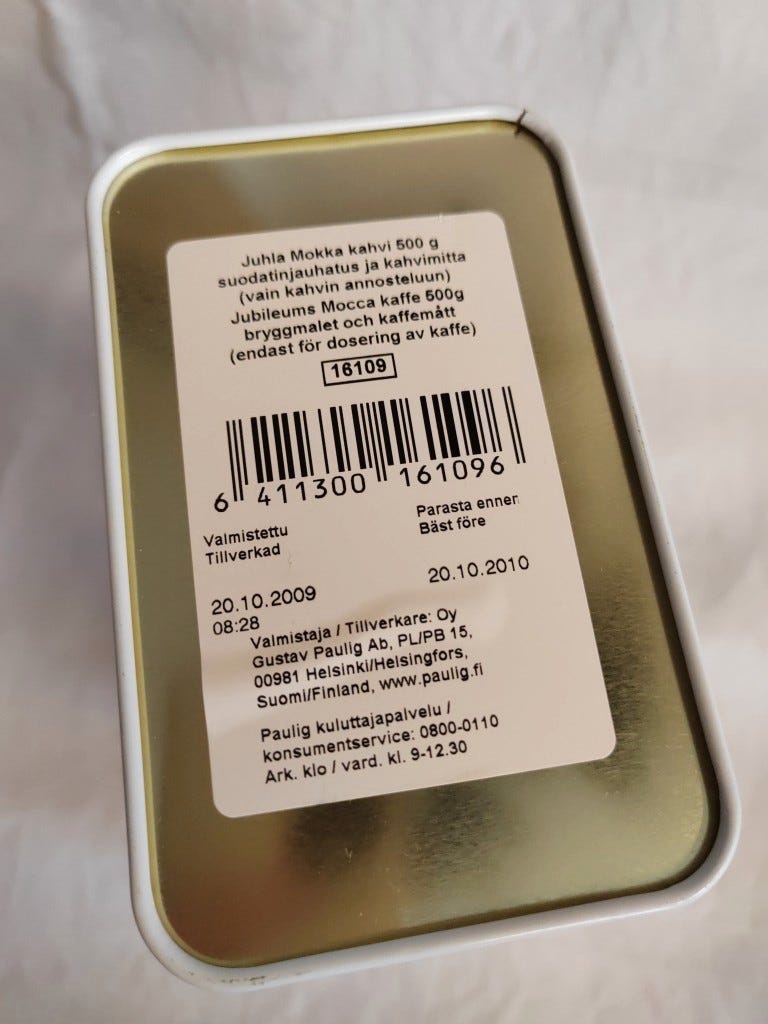 Juhla Mokka kahvi 500 g
suodatinjauhatus ja kahvimitta
(vain kahvin annosteluun)
Jubileums Mocca kaffe 500g
bryggmalet och kaffemått
(endast för dosering av kaffe)
16109
6 411300 161096
Valmistettu
Tillverkad
Parasta ennen
Bäst före
20.10.2009
08:28
20.10.2010
Valmistaja / Tillverkare: Oy
Gustav Paulig Ab, PL/PB 15,
00981 Helsinki/Helsingfors,
Suomi/Finland, www.paulig.fi
Paulig kuluttajapalvelu /
konsumentservice: 0800-0110
Ark. klo / vard. kl. 9-12.30